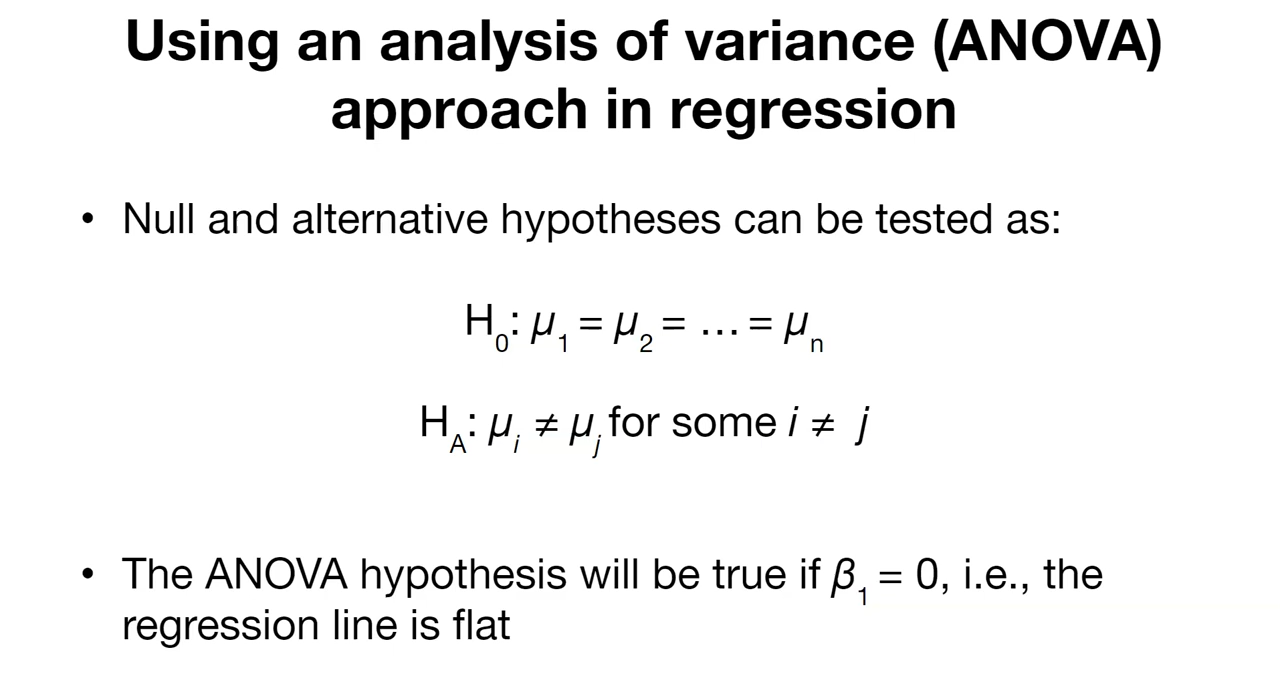 Using an analysis of variance (ANOVA)
approach in regression
• Null and alternative hypotheses can be tested as:
H₀: μ₁ = μ₂ = … = μₙ
H_A: μᵢ ≠ μⱼ for some i ≠ j
• The ANOVA hypothesis will be true if β₁ = 0, i.e., the
regression line is flat